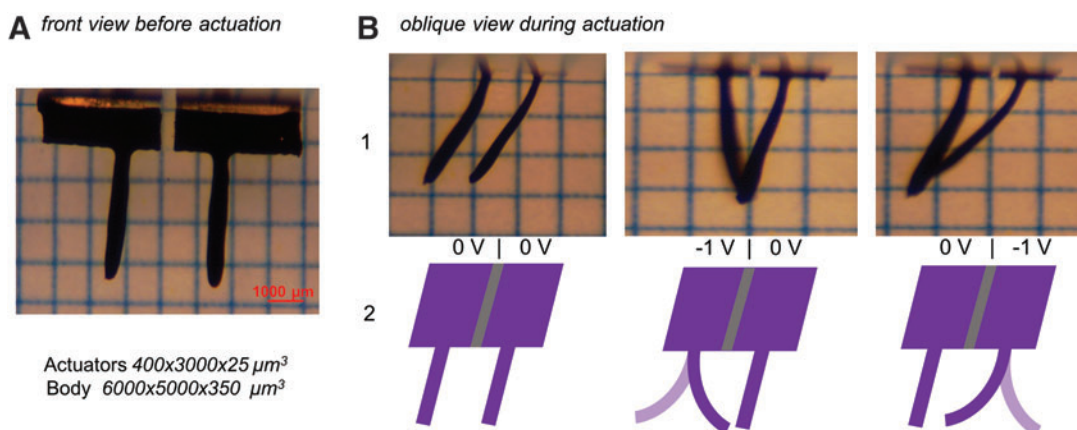 A front view before actuation
1000 μm
Actuators 400x3000x25 μm³
Body 6000x5000x350 μm³
B oblique view during actuation
1
0 V | 0 V
-1 V | 0 V
0 V | -1 V
2